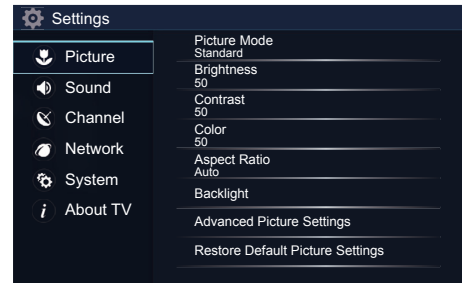 Settings
Picture
Sound
Channel
Network
System
About TV
Picture Mode
Standard
Brightness
50
Contrast
50
Color
50
Aspect Ratio
Auto
Backlight
Advanced Picture Settings
Restore Default Picture Settings